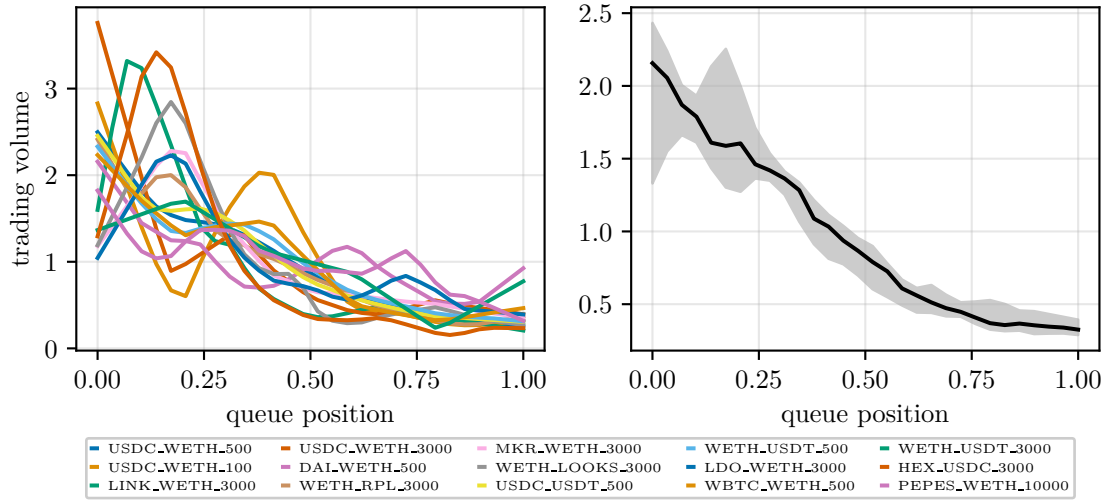 2.5
3
2.0
2
1.5
1
1.0
0
0.5
trading volume
0.00 0.25 0.50 0.75 1.00
0.00 0.25 0.50 0.75 1.00
queue position
queue position
USDC_WETH_500 USDC_WETH_3000 MKR_WETH_3000 WETH_USDT_500 WETH_USDT_3000
USDC_WETH_100 DAI_WETH_500 WETH_LOOKS_3000 LDO_WETH_3000 HEX_USDC_3000
LINK_WETH_3000 WETH_RPL_3000 USDC_USDT_500 WBTC_WETH_500 PEPES_WETH_10000